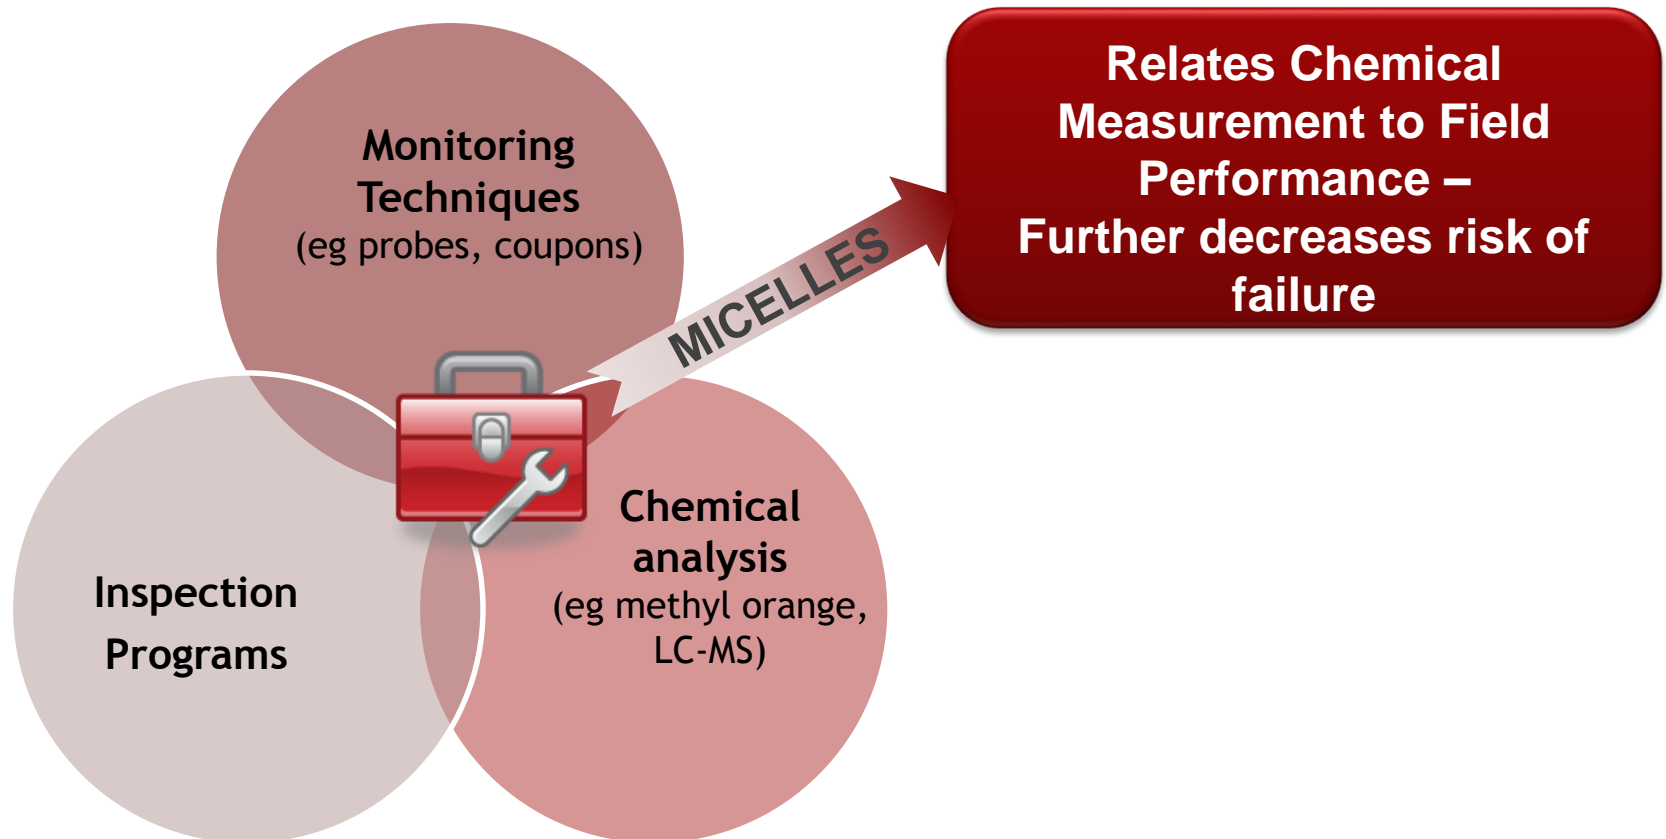 Monitoring
Techniques
(eg probes, coupons)
MICELLES
Relates Chemical
Measurement to Field
Performance –
Further decreases risk of
failure
Inspection
Programs
Chemical
analysis
(eg methyl orange,
LC-MS)